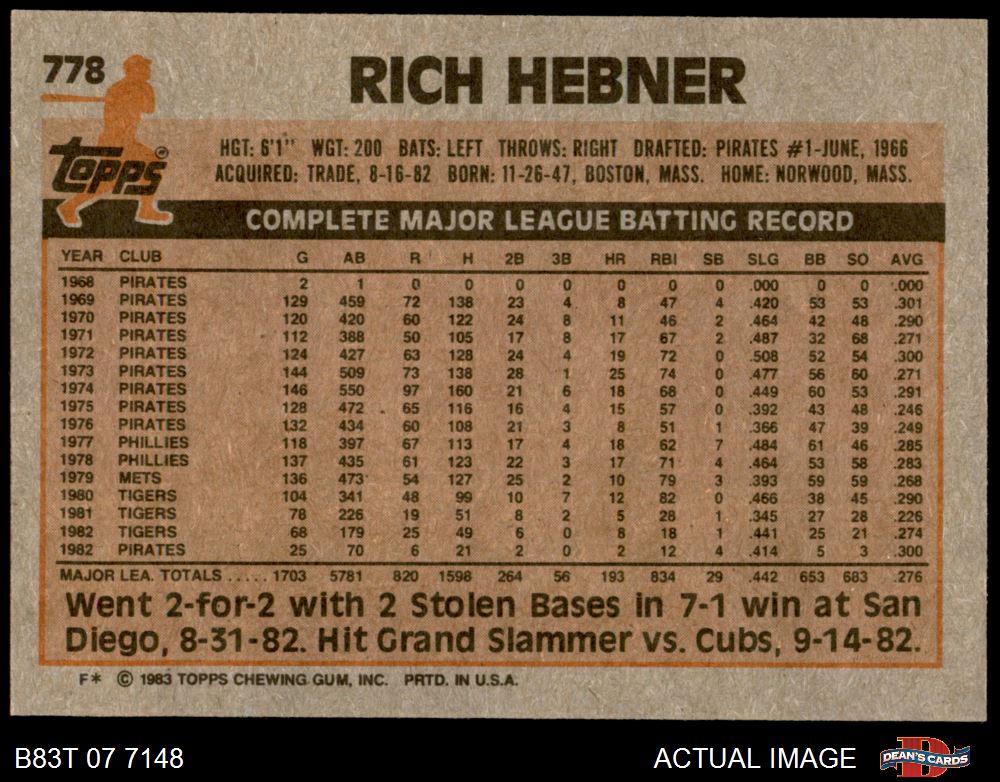 778
RICH HEBNER
topps
HGT: 6'1" WGT: 200 BATS: LEFT THROWS: RIGHT DRAFTED: PIRATES #1-JUNE, 1966
ACQUIRED: TRADE, 8-16-82 BORN: 11-26-47, BOSTON, MASS. HOME: NORWOOD, MASS.
COMPLETE MAJOR LEAGUE BATTING RECORD
YEAR CLUB G AB R H 2B 3B HR RBI SB SLG BB SO AVG
1968 PIRATES 2 1 0 0 0 0 0 0 0 .000 0 0 .000
1969 PIRATES 129 459 72 138 23 4 8 47 4 .420 53 53 .301
1970 PIRATES 120 420 60 122 24 8 11 46 2 .464 42 48 .290
1971 PIRATES 112 388 50 105 17 8 17 67 2 .487 32 68 .271
1972 PIRATES 124 427 63 128 24 4 19 72 0 .508 52 54 .300
1973 PIRATES 144 509 73 138 28 1 25 74 0 .477 56 60 .271
1974 PIRATES 146 550 97 160 21 6 18 68 0 .449 60 53 .291
1975 PIRATES 128 472 65 116 16 4 15 57 0 .392 43 48 .246
1976 PIRATES 132 434 60 108 21 3 8 51 1 .366 47 39 .249
1977 PHILLIES 118 397 67 113 17 4 18 62 7 .484 61 46 .285
1978 PHILLIES 137 435 61 123 22 3 17 71 4 .464 53 58 .283
1979 METS 136 473 54 127 25 2 10 79 3 .393 59 59 .268
1980 TIGERS 104 341 48 99 10 7 12 82 0 .466 38 45 .290
1981 TIGERS 78 226 19 51 8 2 5 28 1 .345 27 28 .226
1982 TIGERS 68 179 25 49 6 0 8 18 1 .441 25 21 .274
1982 PIRATES 25 70 6 21 2 0 2 12 4 .414 5 3 .300
MAJOR LEA. TOTALS ..... 1703 5781 820 1598 264 56 193 834 29 .442 653 683 .276
Went 2-for-2 with 2 Stolen Bases in 7-1 win at San
Diego, 8-31-82. Hit Grand Slammer vs. Cubs, 9-14-82.
F* © 1983 TOPPS CHEWING GUM, INC. PRTD. IN U.S.A.
B83T 07 7148
ACTUAL IMAGE
DEAN'S CARDS